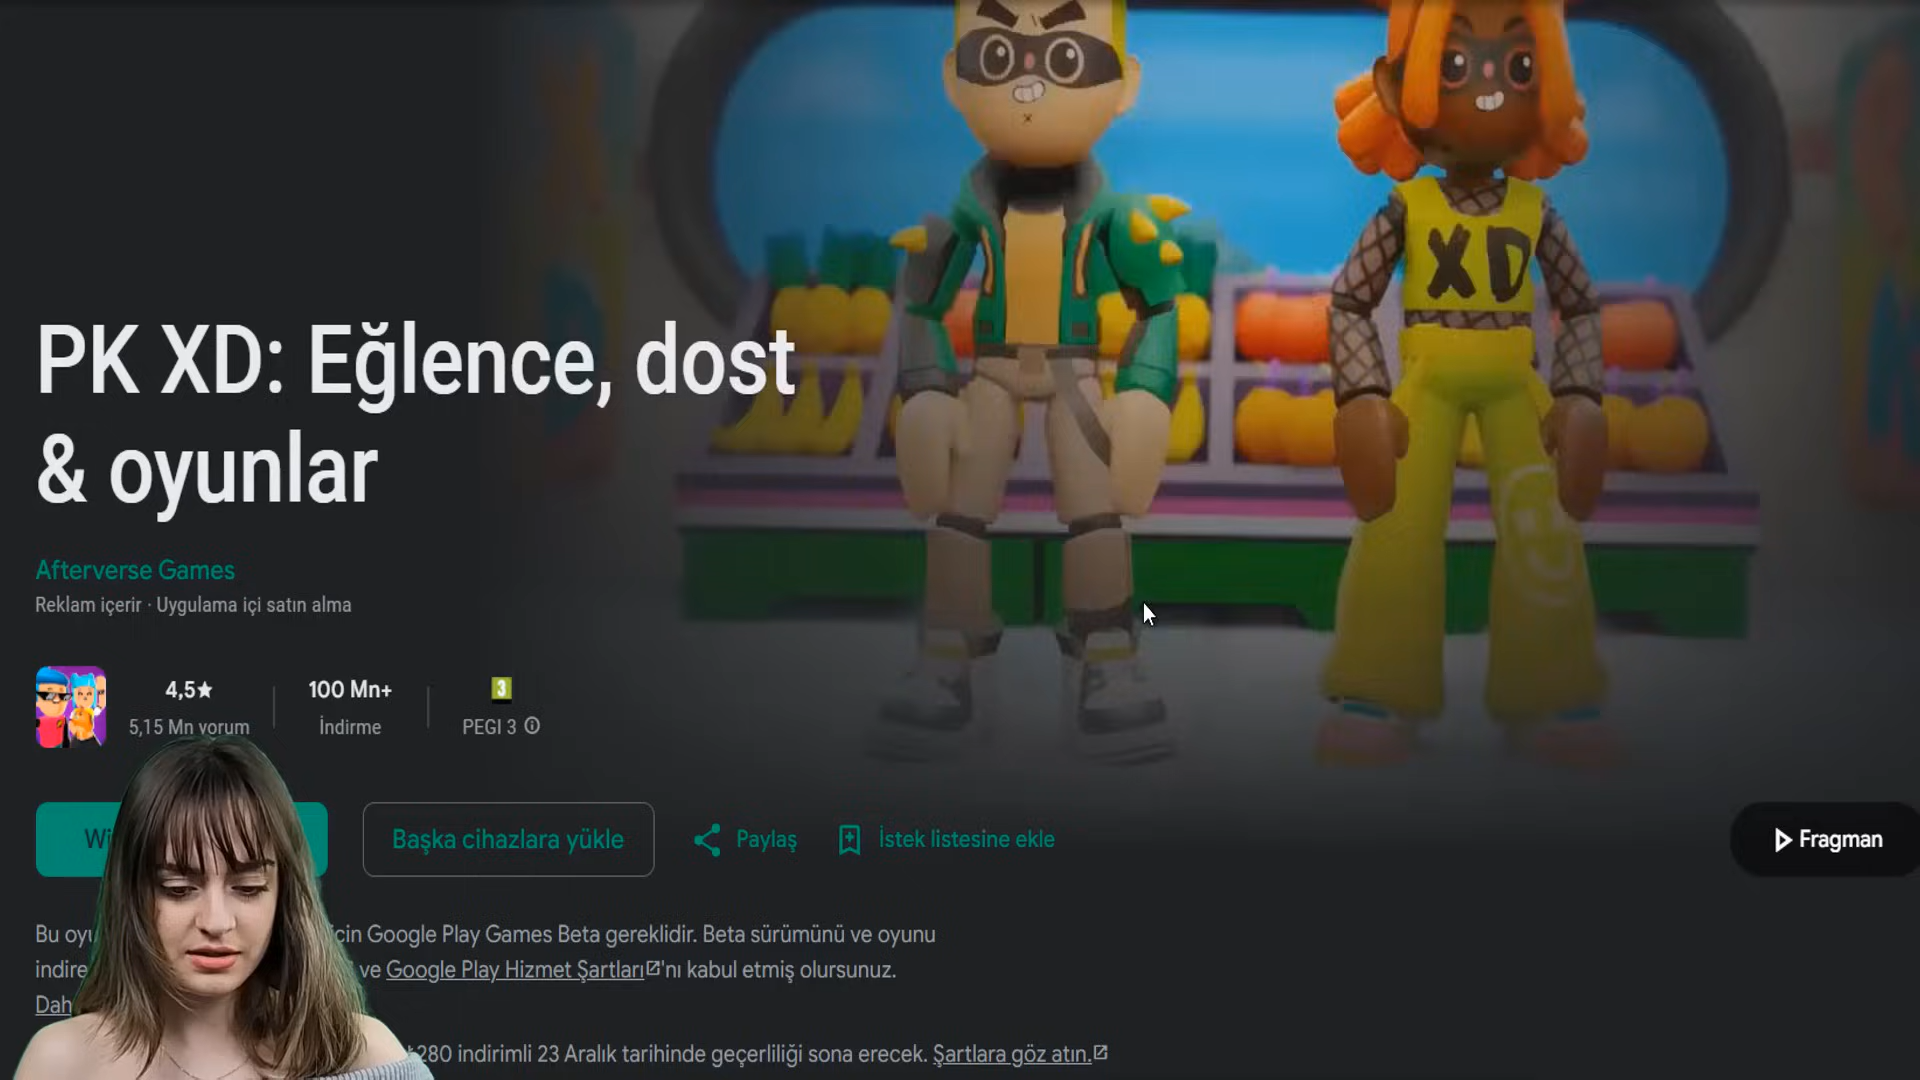 XD
PK XD: Eğlence, dost
& oyunlar
Afterverse Games
Reklam içerir · Uygulama içi satın alma
4,5★
5,15 Mn yorum
100 Mn+
İndirme
3
PEGI 3
Başka cihazlara yükle
Paylaş
İstek listesine ekle
Fragman
Bu için Google Play Games Beta gereklidir. Beta sürümünü ve oyunu
ve Google Play Hizmet Şartları'nı kabul etmiş olursunuz.
280 indirimli 23 Aralık tarihinde geçerliliği sona erecek. Şartlara göz atın.